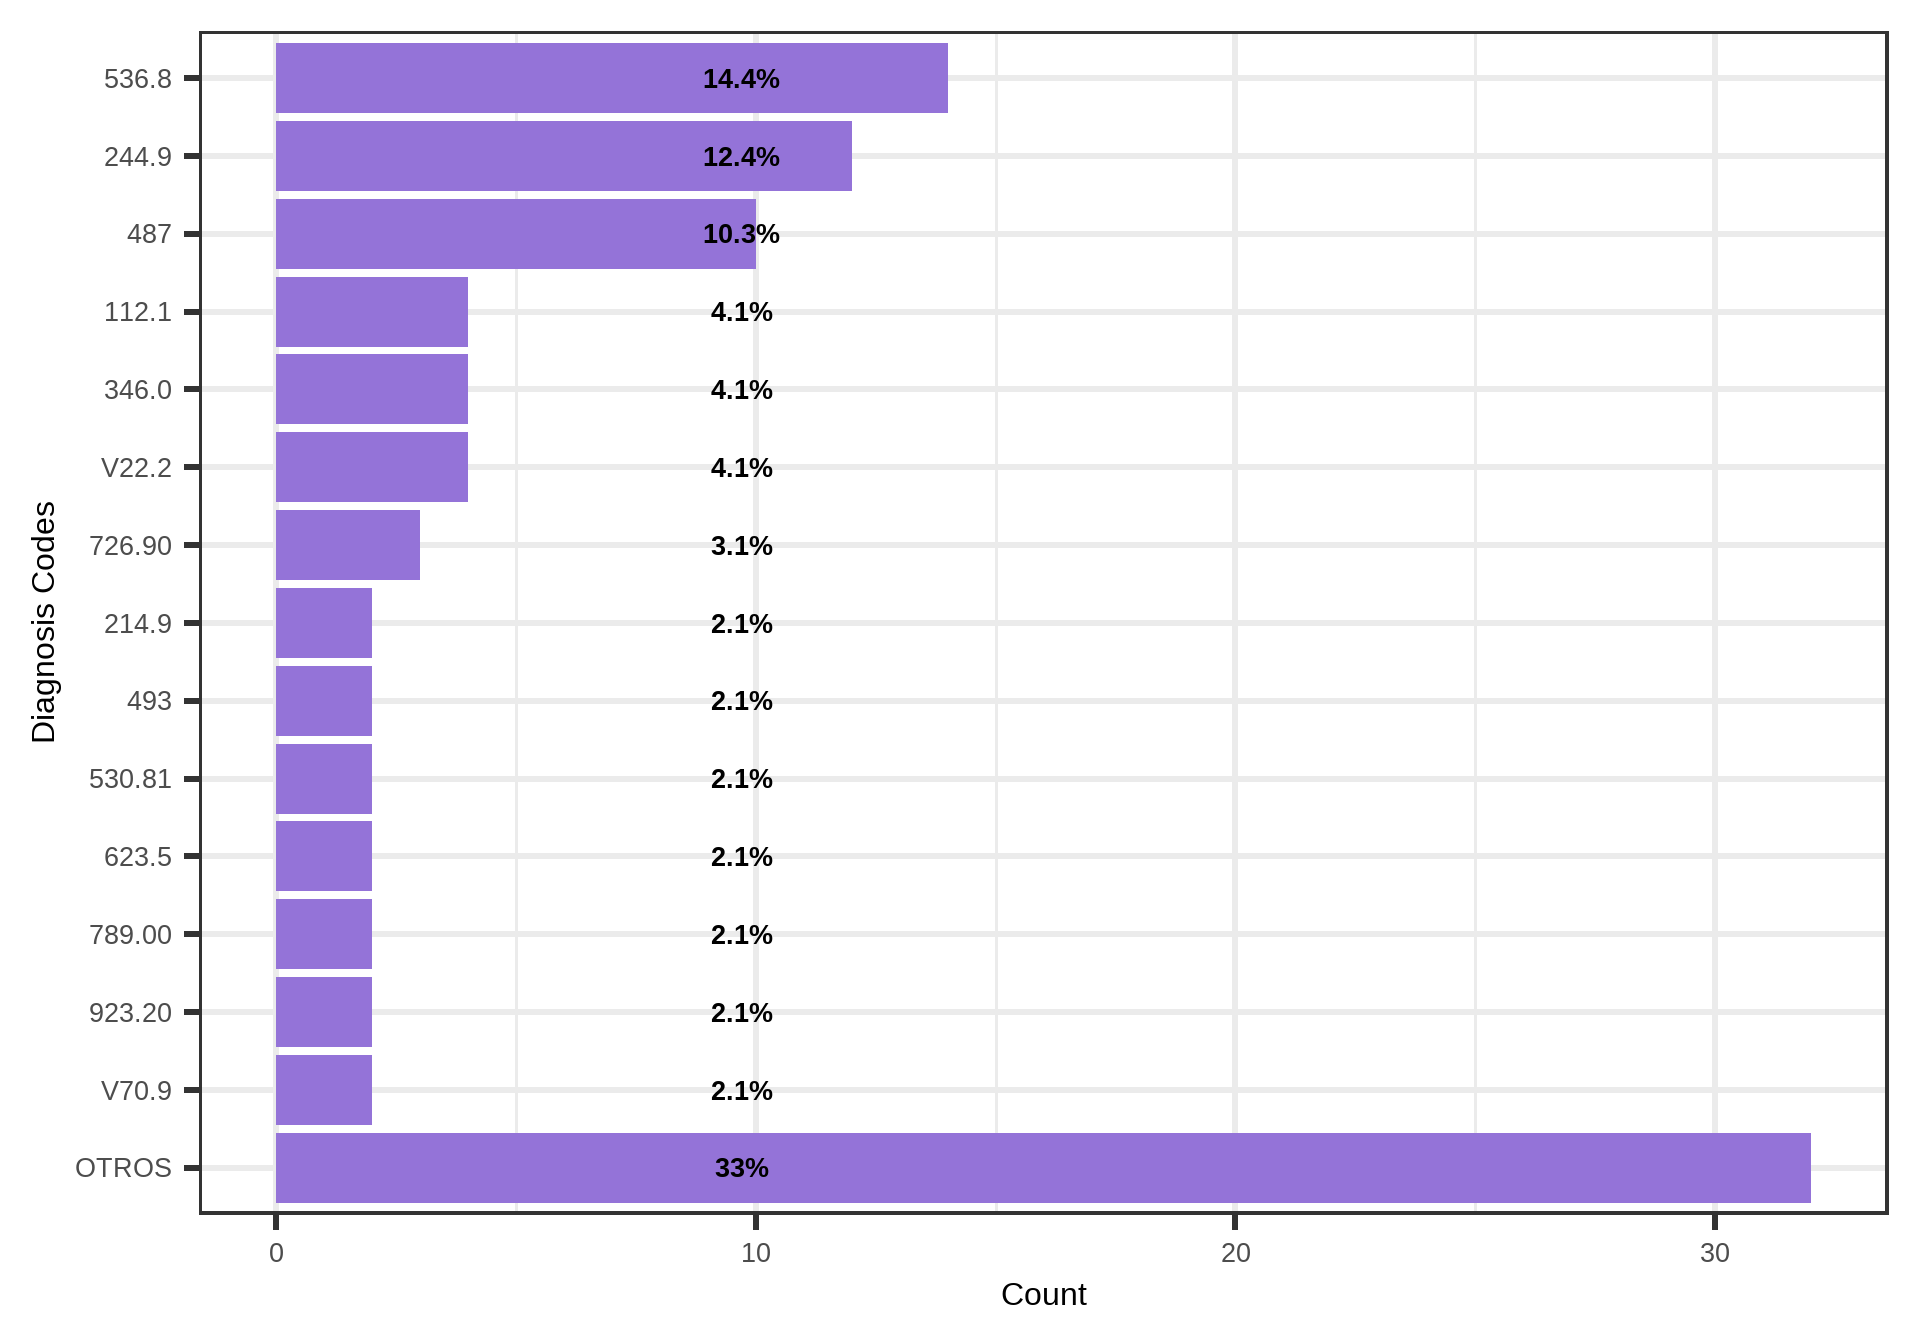 Diagnosis Codes
536.8 14.4%
244.9 12.4%
487 10.3%
112.1 4.1%
346.0 4.1%
V22.2 4.1%
726.90 3.1%
214.9 2.1%
493 2.1%
530.81 2.1%
623.5 2.1%
789.00 2.1%
923.20 2.1%
V70.9 2.1%
OTROS 33%
0 10 20 30
Count